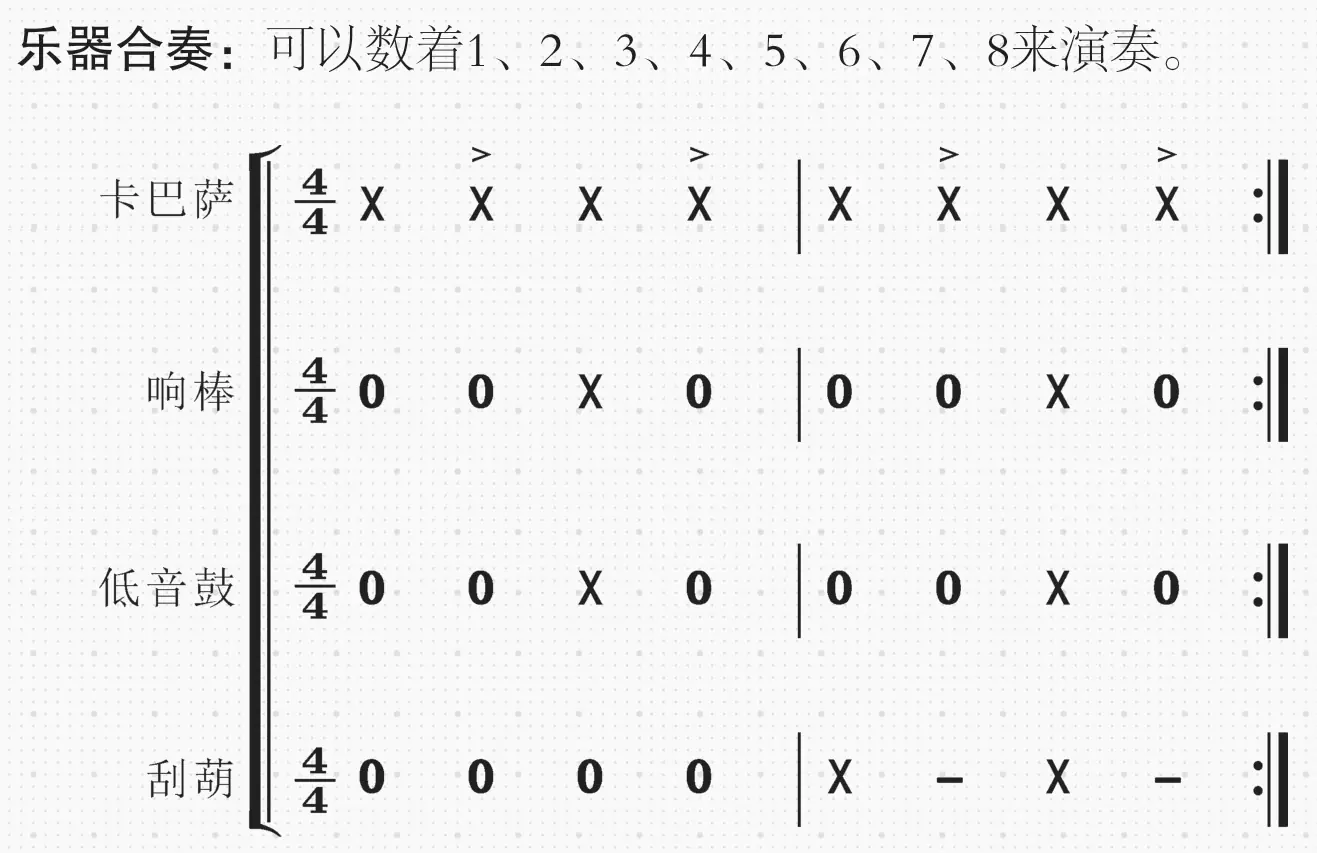 乐器合奏：可以数着1、2、3、4、5、6、7、8来演奏。
> > > >
卡巴萨 4/4 X X X X | X X X X :‖
响棒 4/4 0 0 X 0 | 0 0 X 0 :‖
低音鼓 4/4 0 0 X 0 | 0 0 X 0 :‖
刮葫 4/4 0 0 0 0 | X – X – :‖